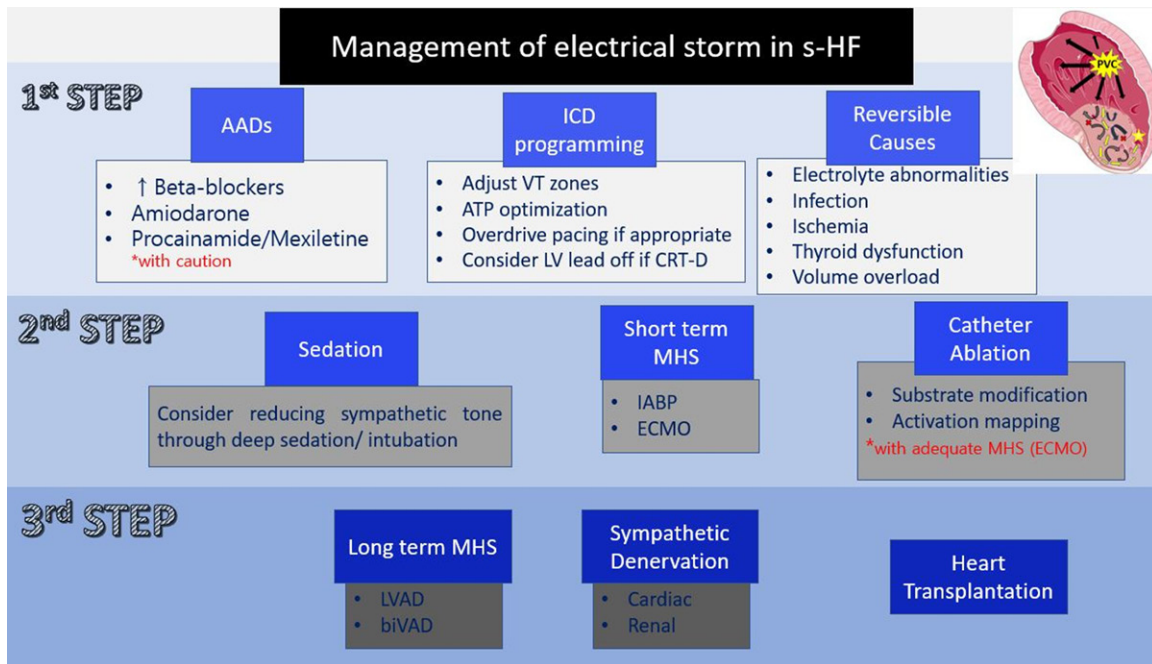 Management of electrical storm in s-HF
PVC
1st STEP
AADs
• ↑ Beta-blockers
• Amiodarone
• Procainamide/Mexiletine
*with caution
ICD
programming
• Adjust VT zones
• ATP optimization
• Overdrive pacing if appropriate
• Consider LV lead off if CRT-D
Reversible
Causes
• Electrolyte abnormalities
• Infection
• Ischemia
• Thyroid dysfunction
• Volume overload
2nd STEP
Sedation
Consider reducing sympathetic tone
through deep sedation/ intubation
Short term
MHS
• IABP
• ECMO
Catheter
Ablation
• Substrate modification
• Activation mapping
*with adequate MHS (ECMO)
3rd STEP
Long term MHS
• LVAD
• biVAD
Sympathetic
Denervation
• Cardiac
• Renal
Heart
Transplantation